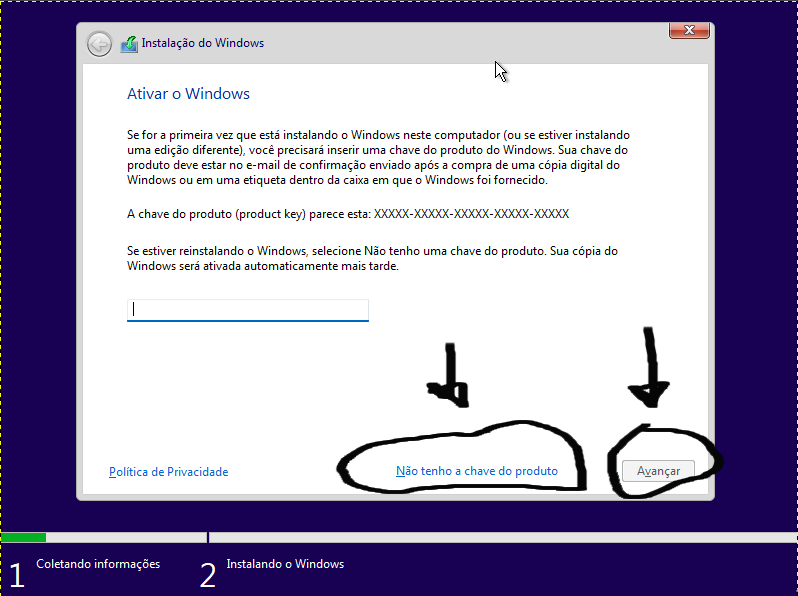 Instalação do Windows
Ativar o Windows
Se for a primeira vez que está instalando o Windows neste computador (ou se estiver instalando
uma edição diferente), você precisará inserir uma chave do produto do Windows. Sua chave do
produto deve estar no e-mail de confirmação enviado após a compra de uma cópia digital do
Windows ou em uma etiqueta dentro da caixa em que o Windows foi fornecido.
A chave do produto (product key) parece esta: XXXXX-XXXXX-XXXXX-XXXXX-XXXXX
Se estiver reinstalando o Windows, selecione Não tenho uma chave do produto. Sua cópia do
Windows será ativada automaticamente mais tarde.
Política de Privacidade
Não tenho a chave do produto
Avançar
1 Coletando informações
2 Instalando o Windows